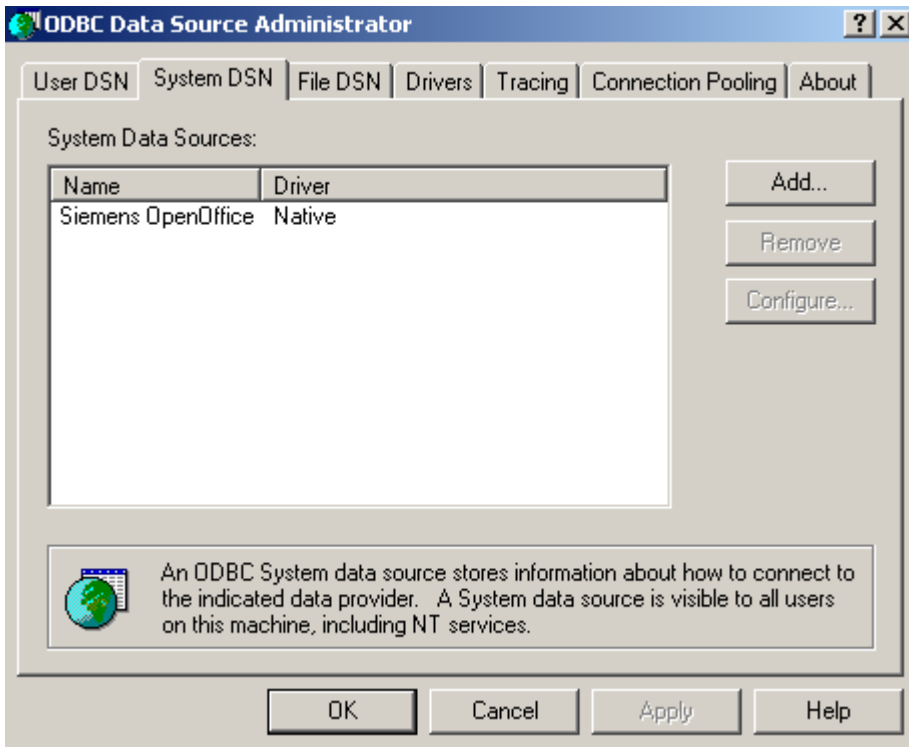 ODBC Data Source Administrator
User DSN System DSN File DSN Drivers Tracing Connection Pooling About
System Data Sources:
Name Driver
Siemens OpenOffice Native
Add...
Remove
Configure...
An ODBC System data source stores information about how to connect to
the indicated data provider. A System data source is visible to all users
on this machine, including NT services.
OK Cancel Apply Help